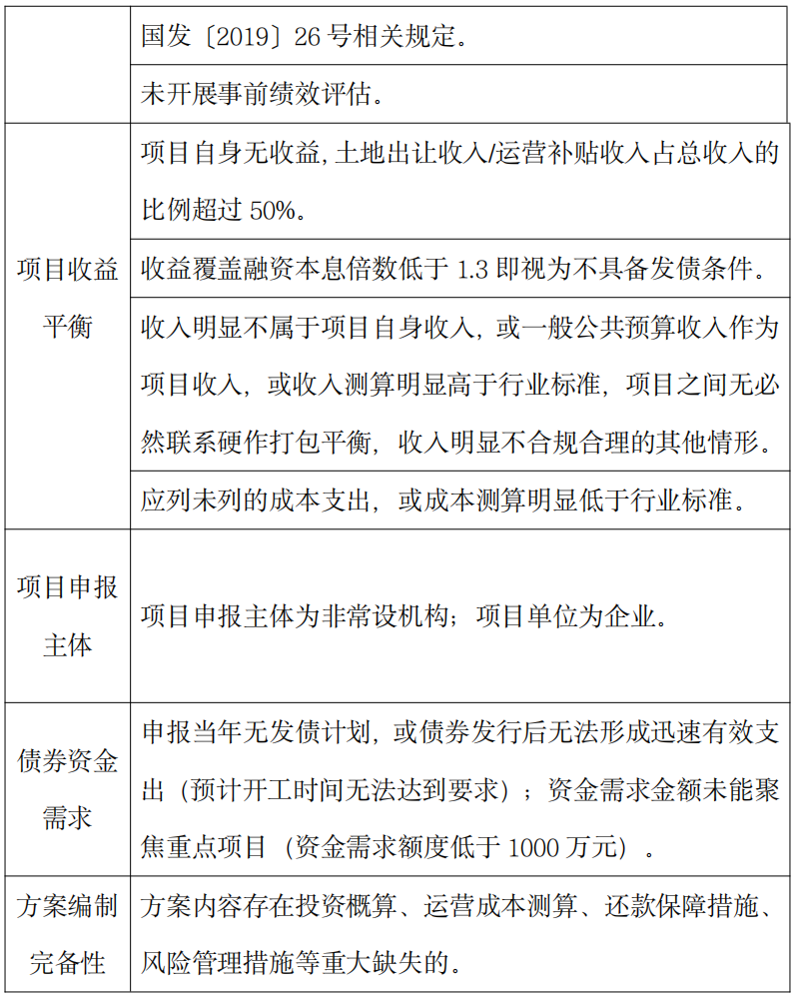 国发〔2019〕26号相关规定。
未开展事前绩效评估。
项目收益
平衡
项目自身无收益,土地出让收入/运营补贴收入占总收入的
比例超过 50%。
收益覆盖融资本息倍数低于 1.3 即视为不具备发债条件。
收入明显不属于项目自身收入，或一般公共预算收入作为
项目收入，或收入测算明显高于行业标准，项目之间无必
然联系硬作打包平衡，收入明显不合规合理的其他情形。
应列未列的成本支出，或成本测算明显低于行业标准。
项目申报
主体
项目申报主体为非常设机构；项目单位为企业。
债券资金
需求
申报当年无发债计划，或债券发行后无法形成迅速有效支
出（预计开工时间无法达到要求）；资金需求金额未能聚
焦重点项目（资金需求额度低于 1000 万元）。
方案编制
完备性
方案内容存在投资概算、运营成本测算、还款保障措施、
风险管理措施等重大缺失的。